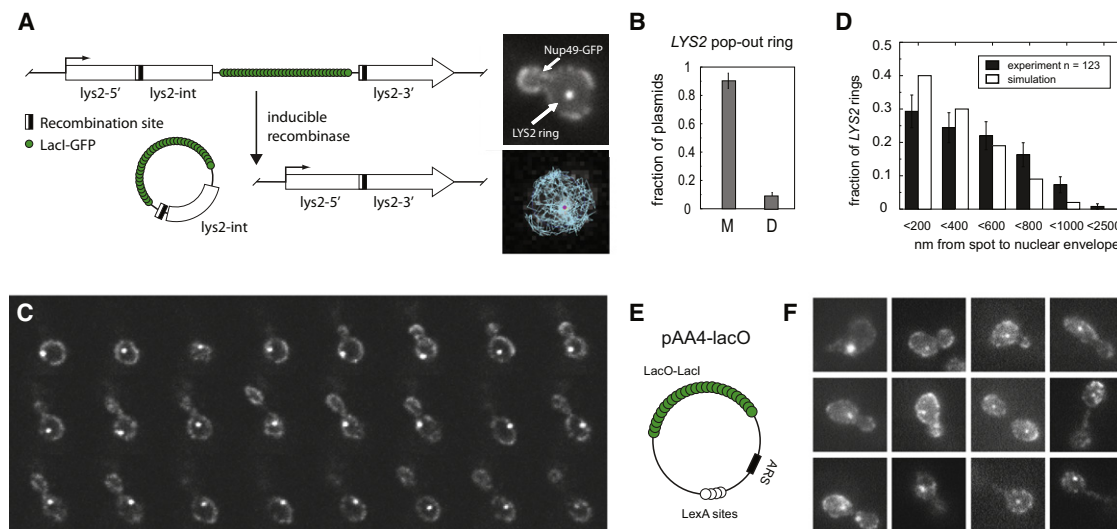 A
lys2-5′
lys2-int
lys2-3′
Recombination site
LacI-GFP
inducible
recombinase
lys2-int
lys2-5′
lys2-3′
Nup49-GFP
LYS2 ring
B
LYS2 pop-out ring
fraction of plasmids
1
0.8
0.6
0.4
0.2
0
M
D
D
fraction of LYS2 rings
0.5
0.4
0.3
0.2
0.1
0
experiment n = 123
simulation
<200
<400
<600
<800
<1000
<2500
nm from spot to nuclear envelope
C
E
pAA4-lacO
LacO-LacI
ARS
LexA sites
F